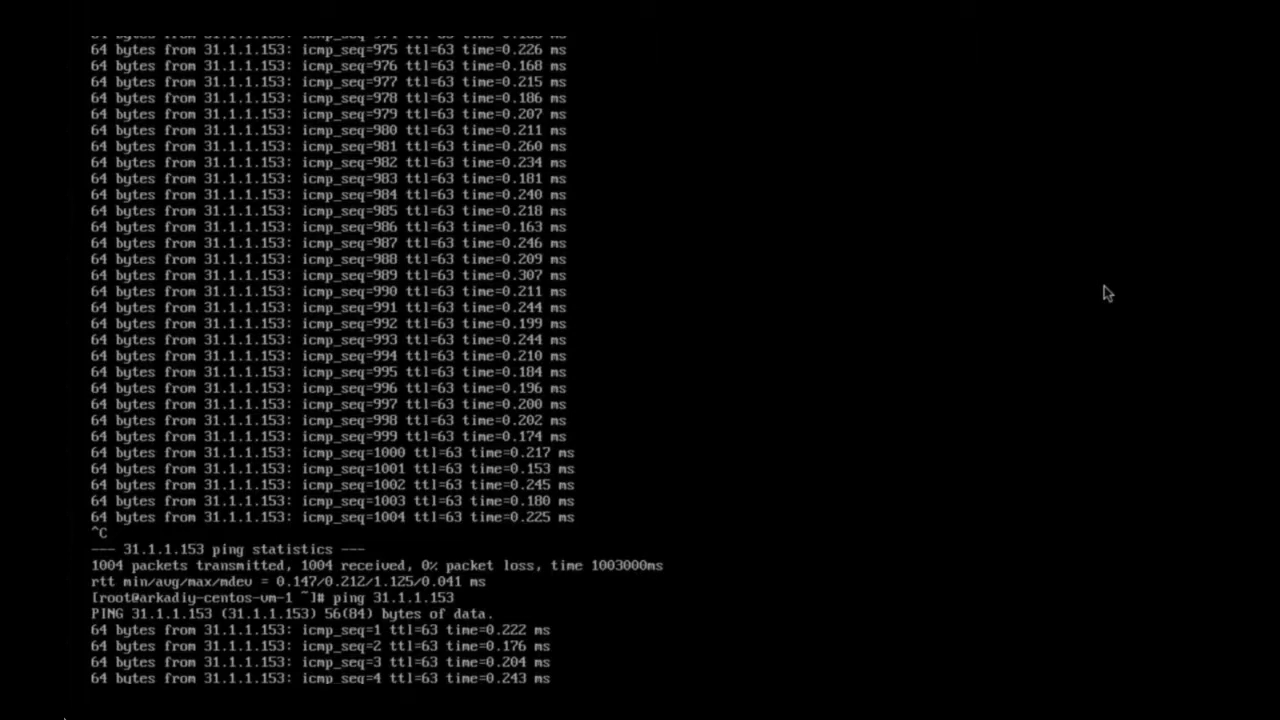 64 bytes from 31.1.1.153: icmp_seq=975 ttl=63 time=0.226 ms
64 bytes from 31.1.1.153: icmp_seq=976 ttl=63 time=0.168 ms
64 bytes from 31.1.1.153: icmp_seq=977 ttl=63 time=0.215 ms
64 bytes from 31.1.1.153: icmp_seq=978 ttl=63 time=0.186 ms
64 bytes from 31.1.1.153: icmp_seq=979 ttl=63 time=0.207 ms
64 bytes from 31.1.1.153: icmp_seq=980 ttl=63 time=0.211 ms
64 bytes from 31.1.1.153: icmp_seq=981 ttl=63 time=0.260 ms
64 bytes from 31.1.1.153: icmp_seq=982 ttl=63 time=0.234 ms
64 bytes from 31.1.1.153: icmp_seq=983 ttl=63 time=0.181 ms
64 bytes from 31.1.1.153: icmp_seq=984 ttl=63 time=0.240 ms
64 bytes from 31.1.1.153: icmp_seq=985 ttl=63 time=0.218 ms
64 bytes from 31.1.1.153: icmp_seq=986 ttl=63 time=0.163 ms
64 bytes from 31.1.1.153: icmp_seq=987 ttl=63 time=0.246 ms
64 bytes from 31.1.1.153: icmp_seq=988 ttl=63 time=0.209 ms
64 bytes from 31.1.1.153: icmp_seq=989 ttl=63 time=0.307 ms
64 bytes from 31.1.1.153: icmp_seq=990 ttl=63 time=0.211 ms
64 bytes from 31.1.1.153: icmp_seq=991 ttl=63 time=0.244 ms
64 bytes from 31.1.1.153: icmp_seq=992 ttl=63 time=0.199 ms
64 bytes from 31.1.1.153: icmp_seq=993 ttl=63 time=0.244 ms
64 bytes from 31.1.1.153: icmp_seq=994 ttl=63 time=0.210 ms
64 bytes from 31.1.1.153: icmp_seq=995 ttl=63 time=0.184 ms
64 bytes from 31.1.1.153: icmp_seq=996 ttl=63 time=0.196 ms
64 bytes from 31.1.1.153: icmp_seq=997 ttl=63 time=0.200 ms
64 bytes from 31.1.1.153: icmp_seq=998 ttl=63 time=0.202 ms
64 bytes from 31.1.1.153: icmp_seq=999 ttl=63 time=0.174 ms
64 bytes from 31.1.1.153: icmp_seq=1000 ttl=63 time=0.217 ms
64 bytes from 31.1.1.153: icmp_seq=1001 ttl=63 time=0.153 ms
64 bytes from 31.1.1.153: icmp_seq=1002 ttl=63 time=0.245 ms
64 bytes from 31.1.1.153: icmp_seq=1003 ttl=63 time=0.180 ms
64 bytes from 31.1.1.153: icmp_seq=1004 ttl=63 time=0.225 ms
^C
--- 31.1.1.153 ping statistics ---
1004 packets transmitted, 1004 received, 0% packet loss, time 1003000ms
rtt min/avg/max/mdev = 0.147/0.212/1.125/0.041 ms
[root@arkadiy-centos-vm-1 ~]# ping 31.1.1.153
PING 31.1.1.153 (31.1.1.153) 56(84) bytes of data.
64 bytes from 31.1.1.153: icmp_seq=1 ttl=63 time=0.222 ms
64 bytes from 31.1.1.153: icmp_seq=2 ttl=63 time=0.176 ms
64 bytes from 31.1.1.153: icmp_seq=3 ttl=63 time=0.204 ms
64 bytes from 31.1.1.153: icmp_seq=4 ttl=63 time=0.243 ms